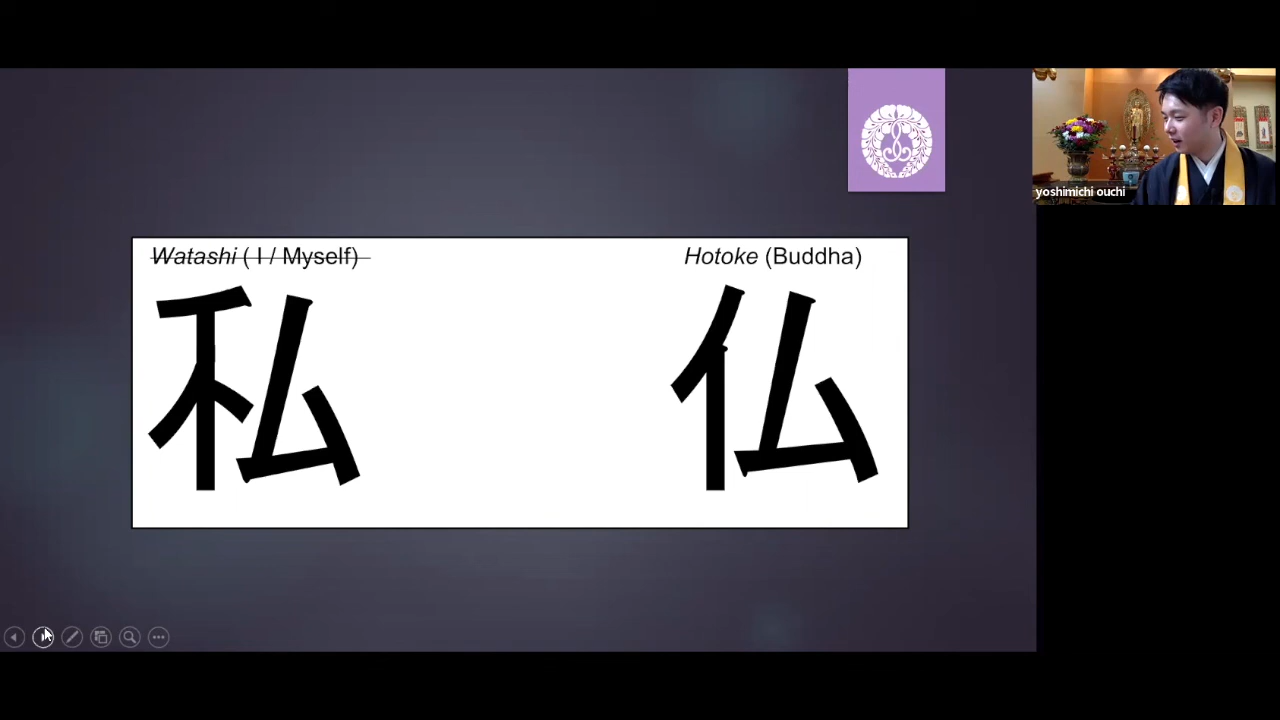 Watashi ( I / Myself)
Hotoke (Buddha)
私
仏
yoshimichi ouchi